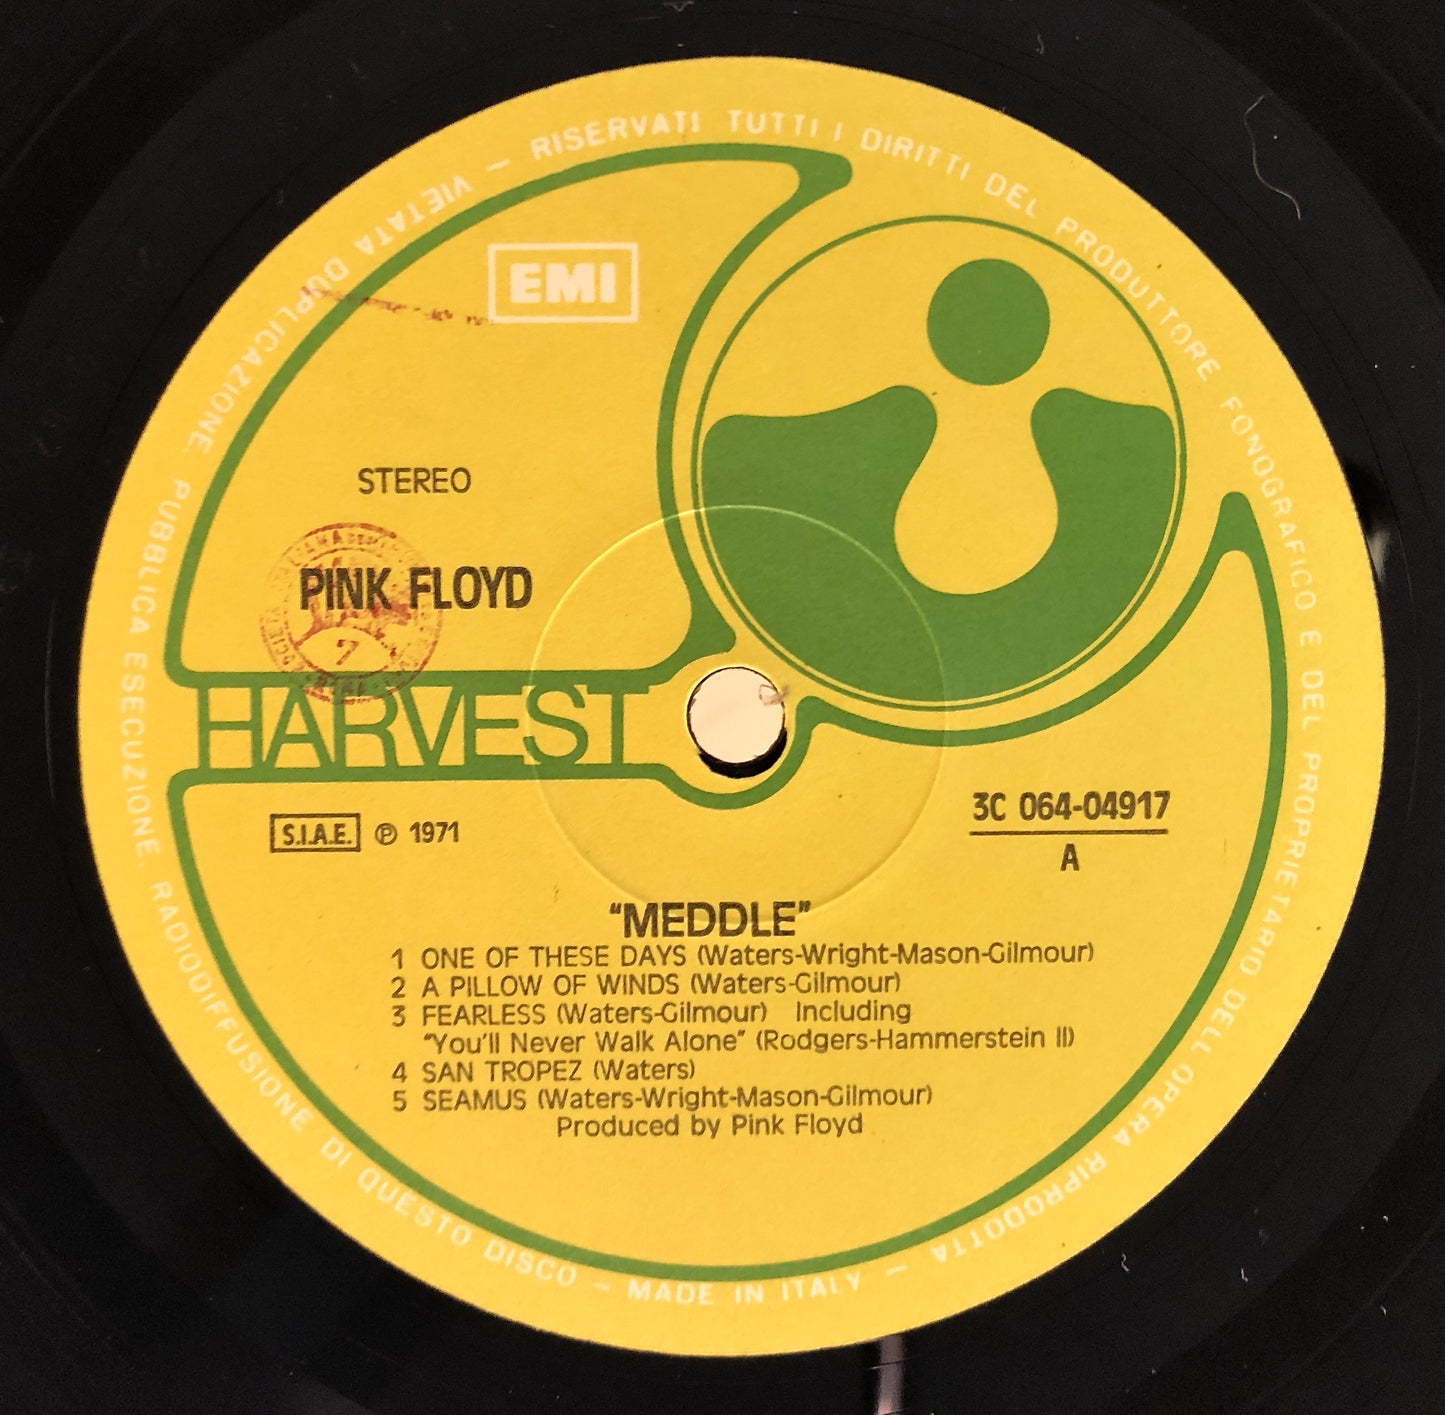 RISERVATI TUTTI I DIRITTI DEL PRODUTTORE FONOGRAFICO E DEL PROPRIETARIO DELL'OPERA RIPRODOTTA – MADE IN ITALY – RADIODIFFUSIONE DI QUESTO DISCO PUBBLICA ESECUZIONE. VIETATA DUPLICAZIONE.
EMI
STEREO
PINK FLOYD
7
HARVEST
S.I.A.E. ℗ 1971
3C 064-04917
A
"MEDDLE"
1 ONE OF THESE DAYS (Waters-Wright-Mason-Gilmour)
2 A PILLOW OF WINDS (Waters-Gilmour)
3 FEARLESS (Waters-Gilmour) Including
"You'll Never Walk Alone" (Rodgers-Hammerstein II)
4 SAN TROPEZ (Waters)
5 SEAMUS (Waters-Wright-Mason-Gilmour)
Produced by Pink Floyd